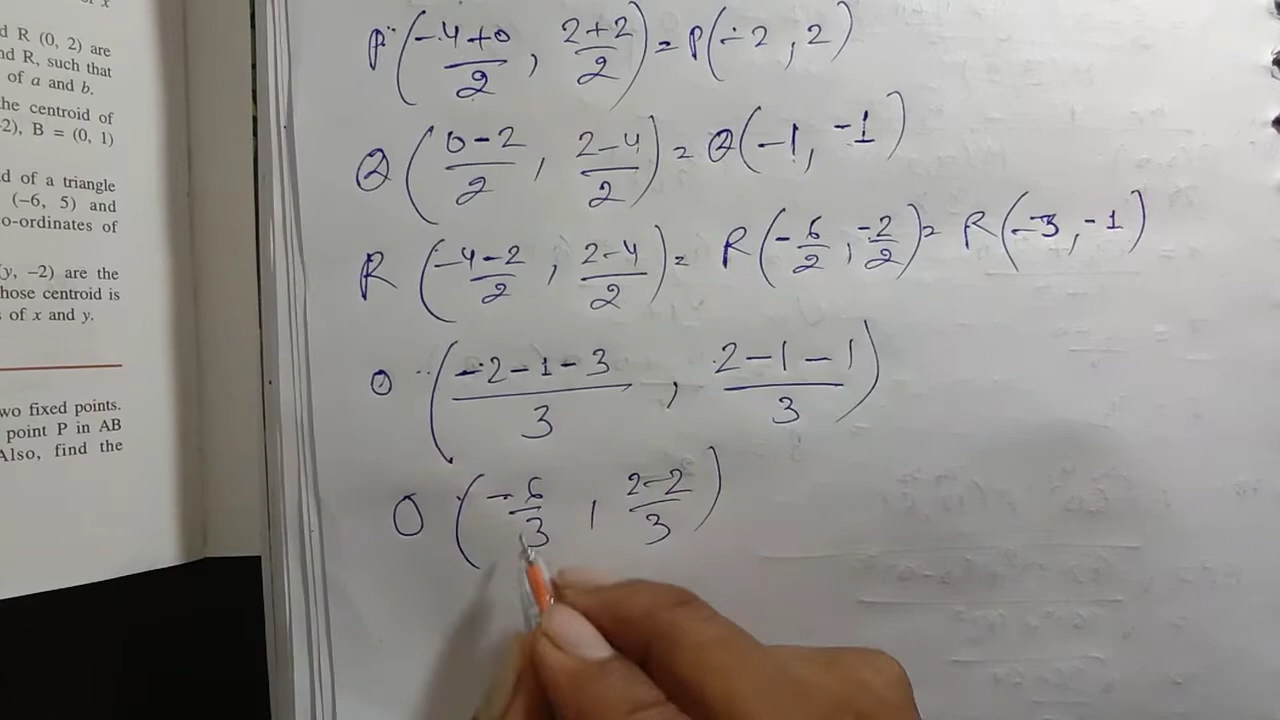 of x
d R (0, 2) are
nd R, such that
of a and b.
he centroid of
-2), B = (0, 1)
d of a triangle
(−6, 5) and
o-ordinates of
(y, −2) are the
hose centroid is
of x and y.
wo fixed points.
point P in AB
Also, find the
P((-4+0)/2, (2+2)/2) = P(-2, 2)
Q((0-2)/2, (2-4)/2) = Q(-1, -1)
R((-4-2)/2, (2-4)/2) = R(-6/2, -2/2) = R(-3, -1)
O((-2-1-3)/3, (2-1-1)/3)
O(-6/3, (2-2)/3)